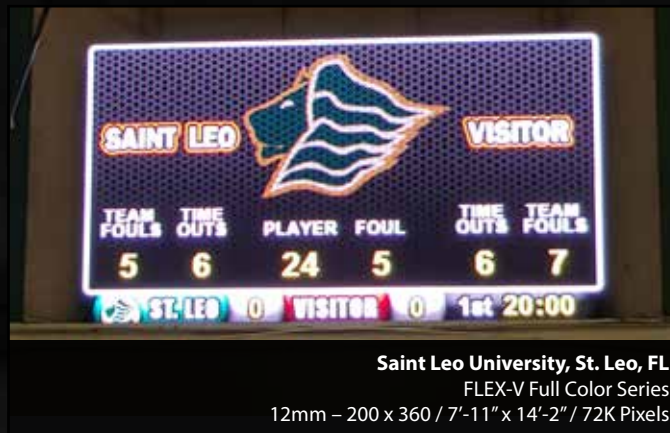 SAINT LEO VISITOR
TEAM FOULS TIME OUTS PLAYER FOUL TIME OUTS TEAM FOULS
5 6 24 5 6 7
ST. LEO 0 VISITOR 0 1st 20:00
Saint Leo University, St. Leo, FL
FLEX-V Full Color Series
12mm – 200 x 360 / 7'-11" x 14'-2" / 72K Pixels